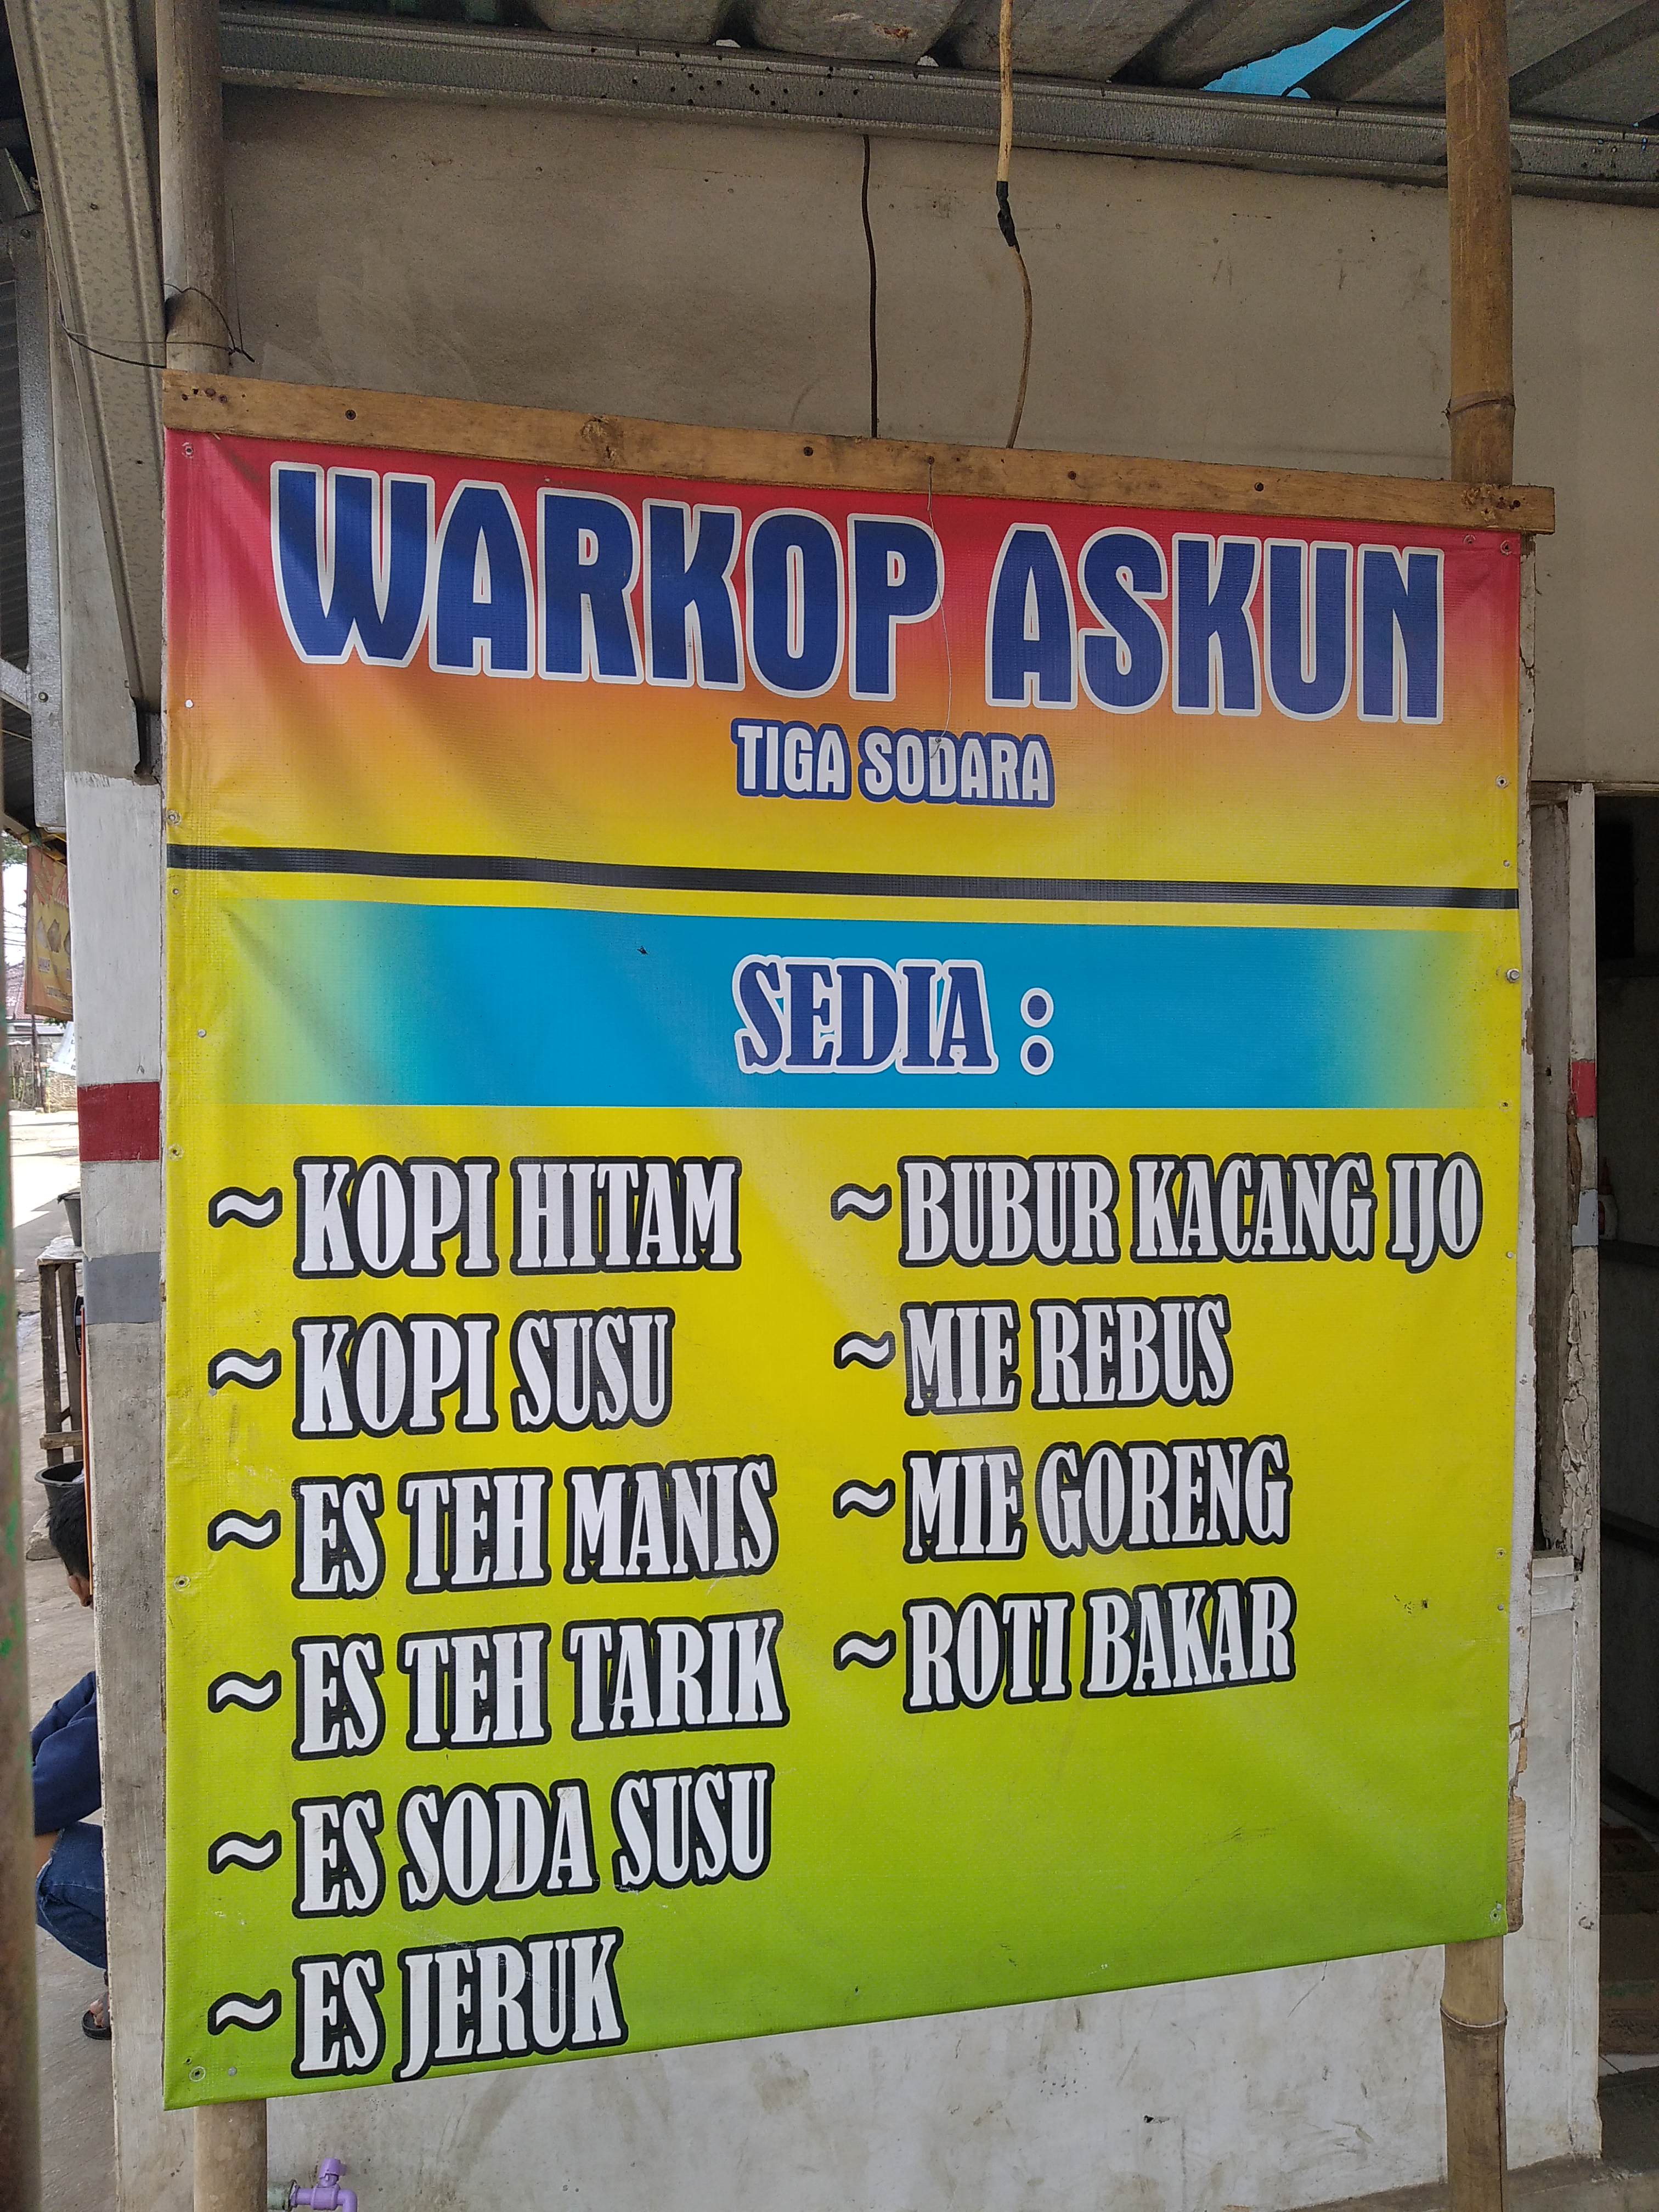 WARKOP ASKUN
TIGA SODARA
SEDIA :
~ KOPI HITAM
~ KOPI SUSU
~ ES TEH MANIS
~ ES TEH TARIK
~ ES SODA SUSU
~ ES JERUK
~ BUBUR KACANG IJO
~ MIE REBUS
~ MIE GORENG
~ ROTI BAKAR